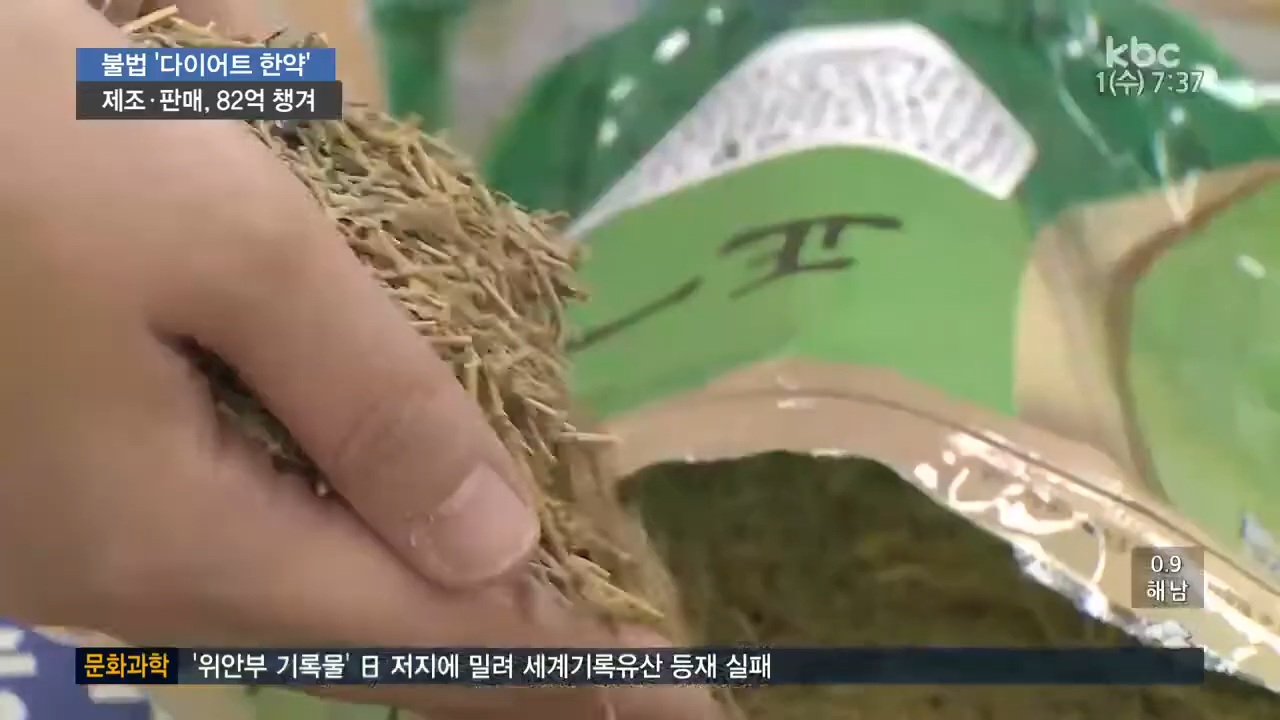 불법 '다이어트 한약'
제조·판매, 82억 챙겨
kbc
1(수) 7:37
0.9
해남
문화과학 '위안부 기록물' 日 저지에 밀려 세계기록유산 등재 실패